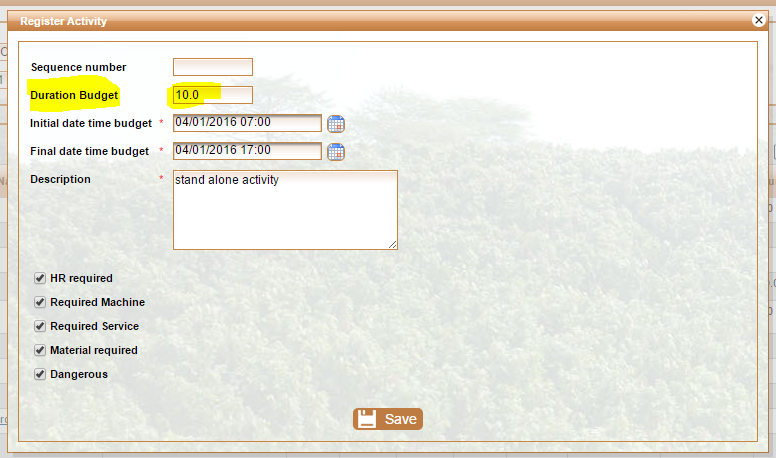 Register Activity
Sequence number
Duration Budget 10.0
Initial date time budget * 04/01/2016 07:00
Final date time budget * 04/01/2016 17:00
Description * stand alone activity
HR required
Required Machine
Required Service
Material required
Dangerous
Save